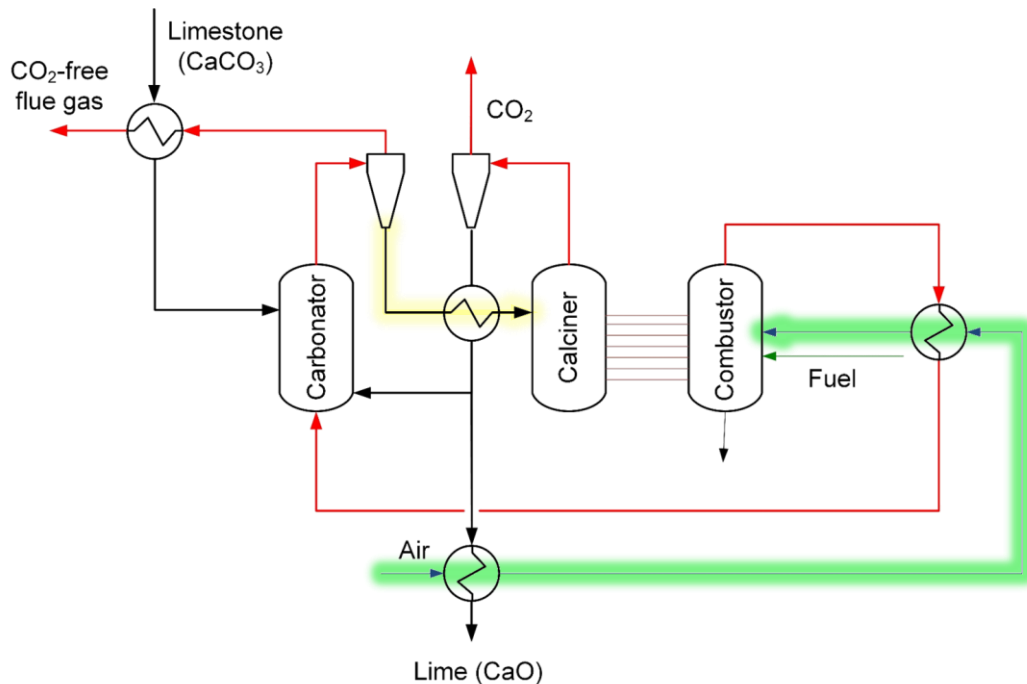 Limestone
(CaCO₃)
CO₂-free
flue gas
CO₂
Carbonator
Calciner
Combustor
Fuel
Air
Lime (CaO)